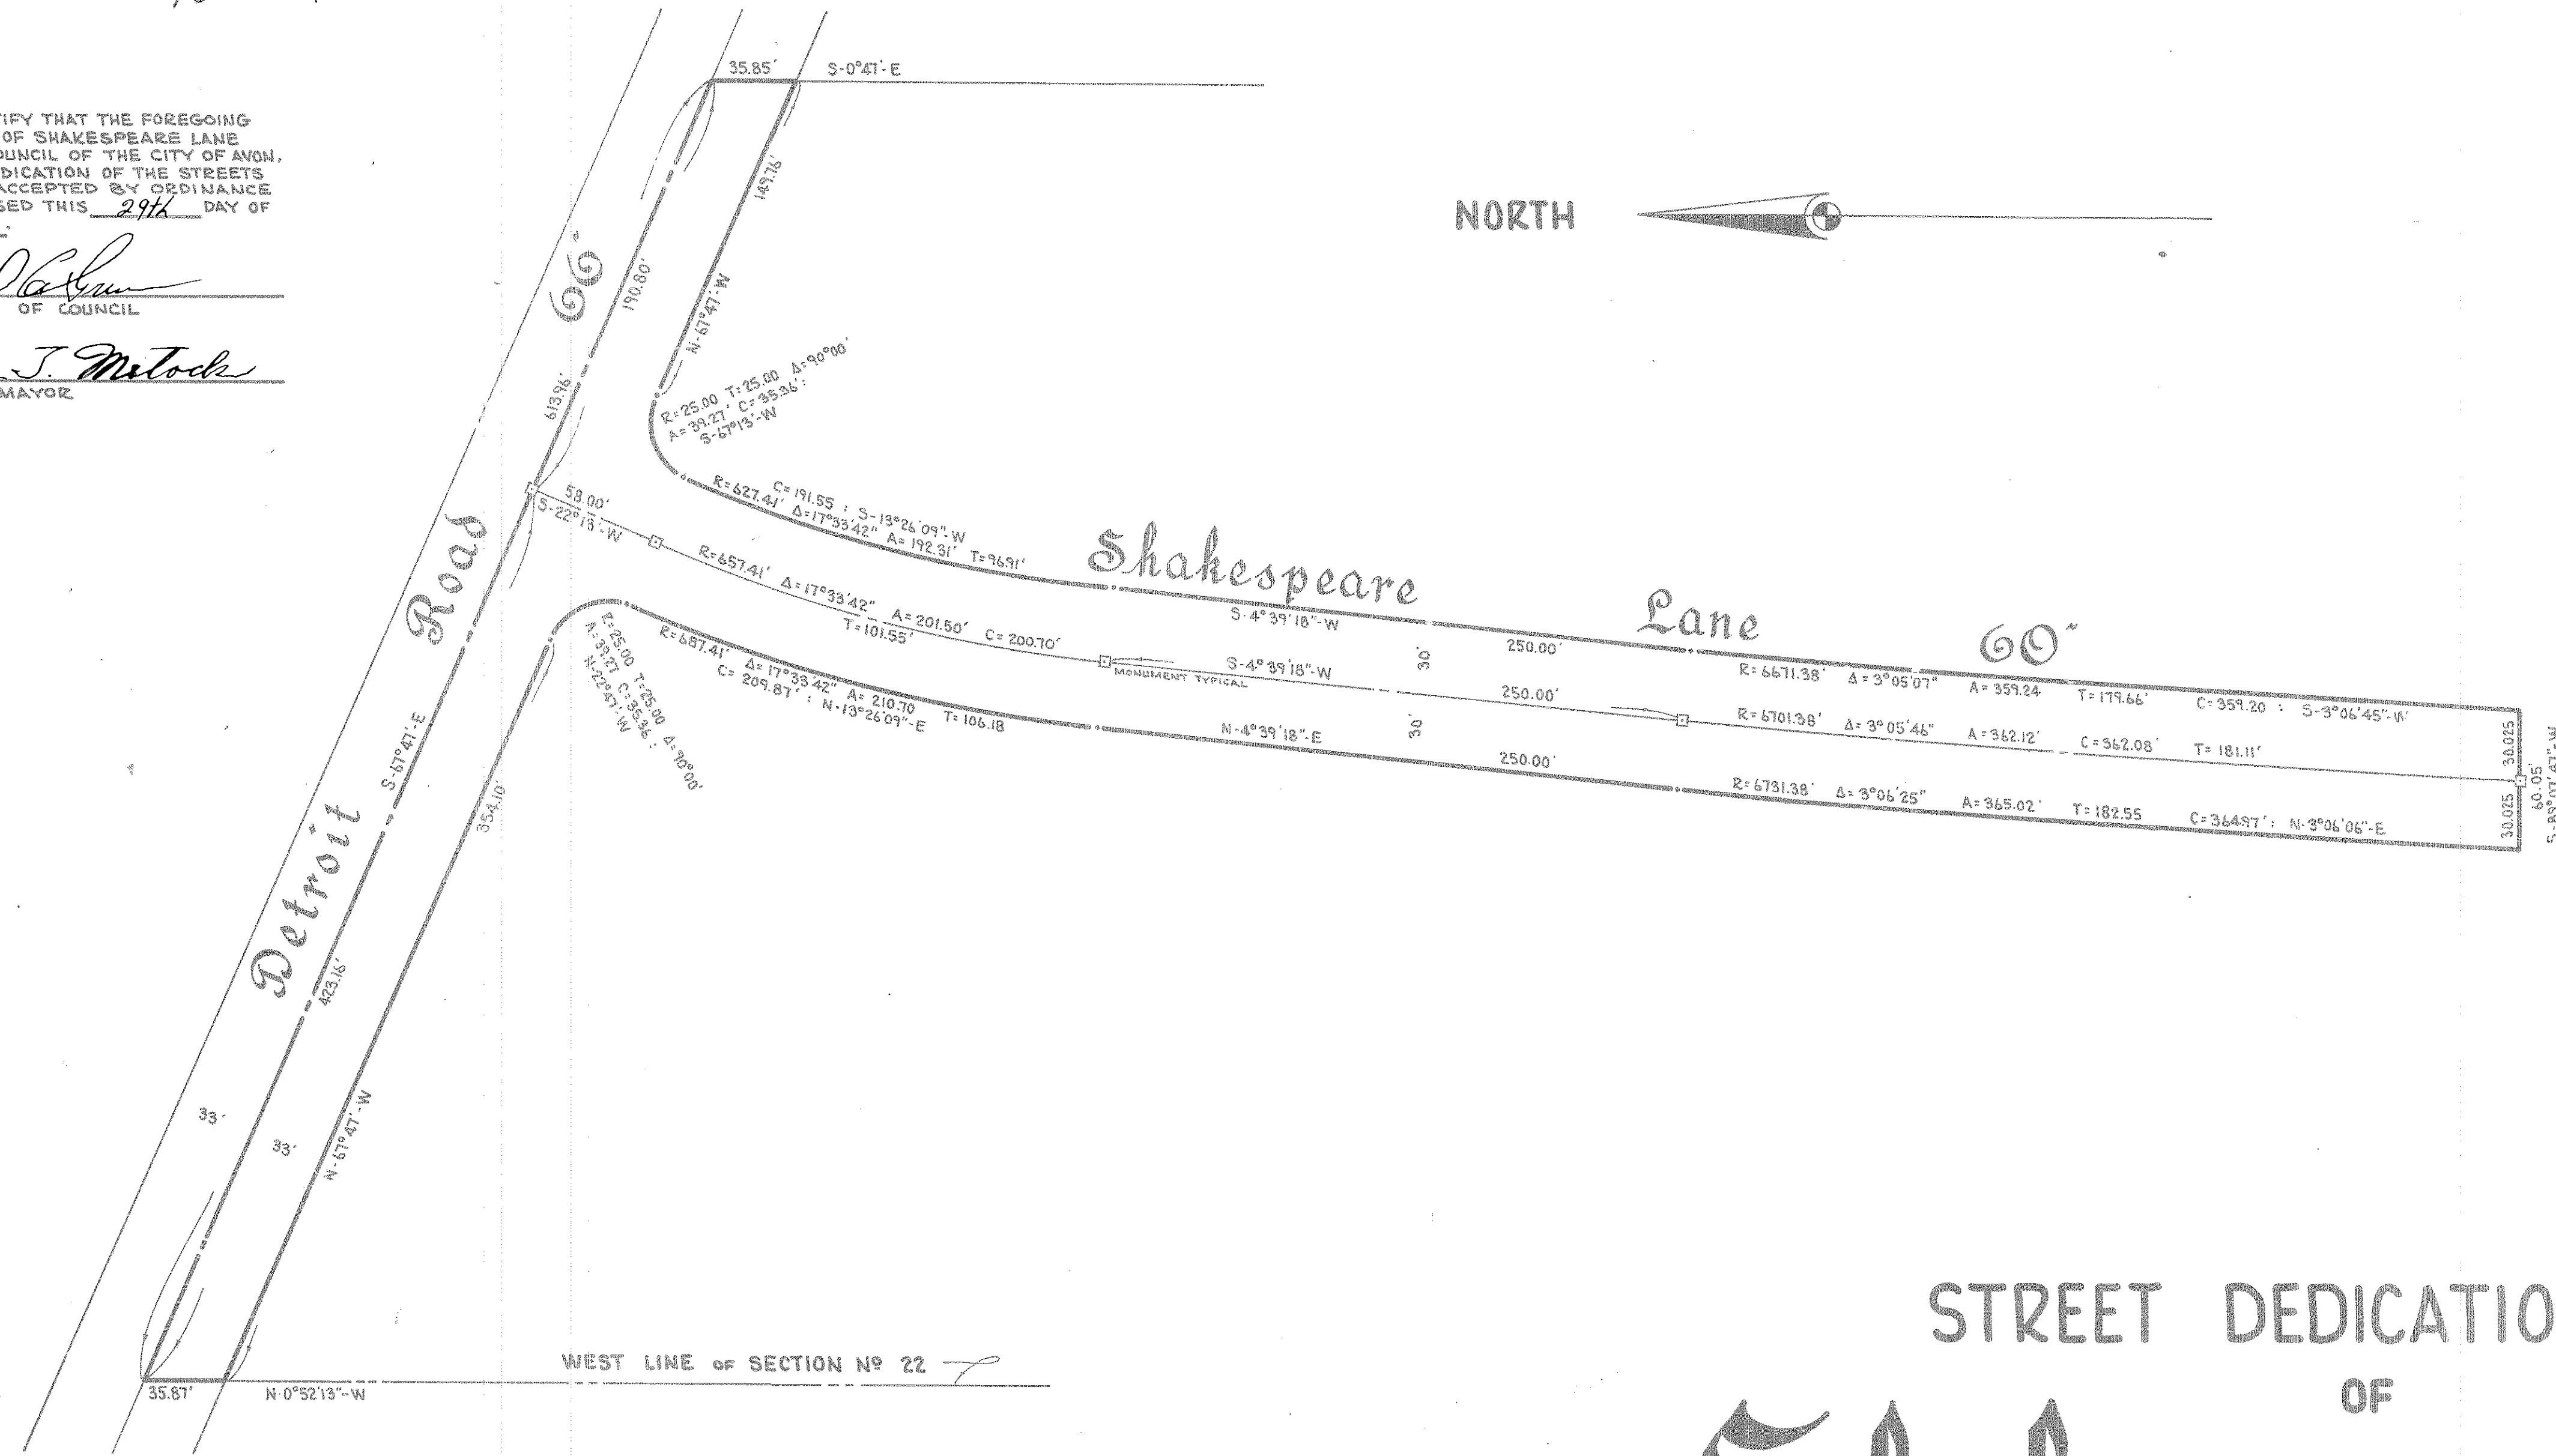 TIFY THAT THE FOREGOING
OF SHAKESPEARE LANE
OUNCIL OF THE CITY OF AVON,
DICATION OF THE STREETS
ACCEPTED BY ORDINANCE
SED THIS 29th DAY OF
OF COUNCIL
J. Matock
MAYOR
35.85' S-0°47'-E
149.76'
N-67°47'-W
66'
190.80'
613.96'
NORTH
R=25.00 T=25.00 Δ=90°00'
A=39.27' C=35.36':
S-67°13'-W
58.00'
S-22°13'-W
C=191.55 : S-13°26'09"-W
R=627.41' Δ=17°33'42" A=192.31' T=96.91'
R=657.41' Δ=17°33'42" A=201.50' C=200.70'
T=101.55'
R=687.41' Δ=17°33'42" A=210.70 T=106.18
C=209.87' : N-13°26'09"-E
R=25.00 T=25.00 Δ=90°00'
A=39.27 C=35.36 :
N-22°47'-W
Shakespeare Lane 60'
S-4°39'18"-W
250.00'
30'
S-4°39'18"-W
MONUMENT TYPICAL
250.00'
30'
N-4°39'18"-E
250.00'
R=6671.38' Δ=3°05'07" A=359.24 T=179.66' C=359.20 : S-3°06'45"-W
R=6701.38' Δ=3°05'46" A=362.12' C=362.08' T=181.11'
R=6731.38' Δ=3°06'25" A=365.02' T=182.55 C=364.97' : N-3°06'06"-E
30.025
30.025
60.05'
S-89°07'47"-W
Detroit Road
S-67°47'-E
354.10'
423.16'
N-67°47'-W
33'
33'
WEST LINE OF SECTION Nº 22
35.87' N-0°52'13"-W
STREET DEDICATIO
OF